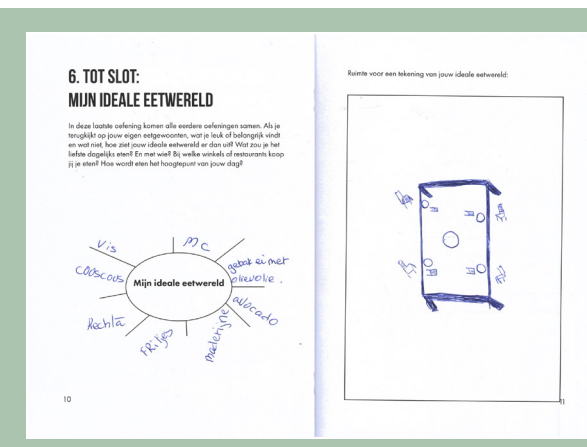 6. TOT SLOT:
MIJN IDEALE EETWERELD
In deze laatste oefening komen alle eerdere oefeningen samen. Als je
terugkijkt op jouw eigen eetgewoonten, wat je leuk of belangrijk vindt
en wat niet, hoe ziet jouw ideale eetwereld er dan uit? Wat zou je het
liefste dagelijks eten? En met wie? Bij welke winkels of restaurants koop
jij je eten? Hoe wordt eten het hoogtepunt van jouw dag?
Vis
MC
couscous
gebak ei met
olievolie.
Mijn ideale eetwereld
avocado
Rechta
FRitjes
maderijne
10
Ruimte voor een tekening van jouw ideale eetwereld:
11